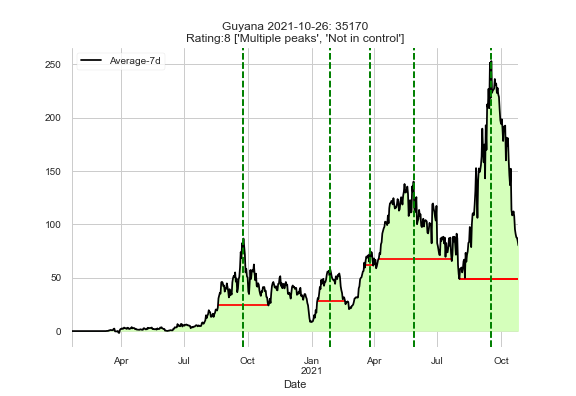 Guyana 2021-10-26: 35170
Rating:8 ['Multiple peaks', 'Not in control']
Average-7d
250
200
150
100
50
0
Apr Jul Oct Jan Apr Jul Oct
2021
Date